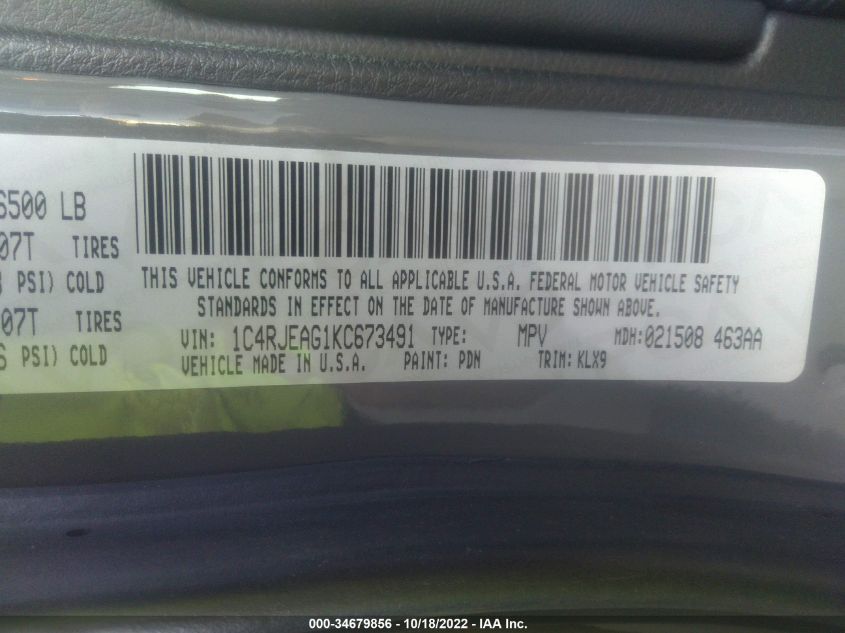 6500 LB
07T TIRES
PSI) COLD
07T TIRES
PSI) COLD
THIS VEHICLE CONFORMS TO ALL APPLICABLE U.S.A. FEDERAL MOTOR VEHICLE SAFETY
STANDARDS IN EFFECT ON THE DATE OF MANUFACTURE SHOWN ABOVE.
VIN: 1C4RJEAG1KC673491 TYPE: MPV MDH:021508 463AA
VEHICLE MADE IN U.S.A. PAINT: PDN TRIM: KLX9
000-34679856 - 10/18/2022 - IAA Inc.